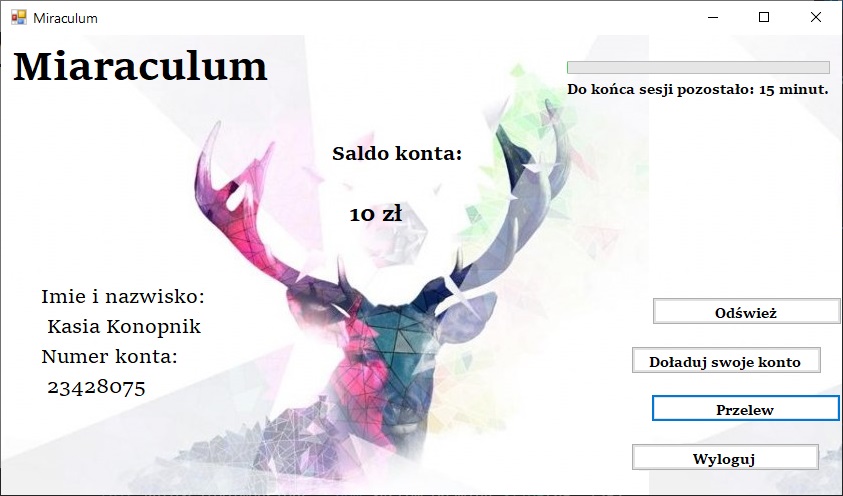 Miraculum
Miaraculum
Do końca sesji pozostało: 15 minut.
Saldo konta:
10 zł
Imie i nazwisko:
Kasia Konopnik
Numer konta:
23428075
Odśwież
Doładuj swoje konto
Przelew
Wyloguj